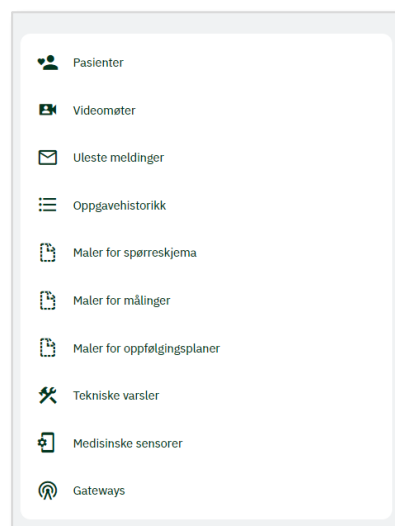 Pasienter
Videomøter
Uleste meldinger
Oppgavehistorikk
Maler for spørreskjema
Maler for målinger
Maler for oppfølgingsplaner
Tekniske varsler
Medisinske sensorer
Gateways